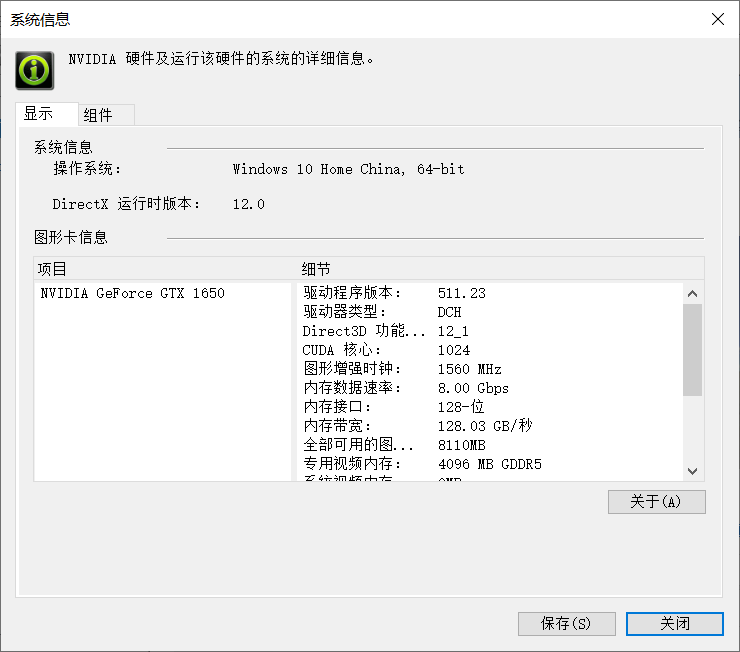 系统信息
NVIDIA 硬件及运行该硬件的系统的详细信息。
显示 组件
系统信息
操作系统: Windows 10 Home China, 64-bit
DirectX 运行时版本: 12.0
图形卡信息
项目 细节
NVIDIA GeForce GTX 1650 驱动程序版本: 511.23
驱动器类型: DCH
Direct3D 功能... 12_1
CUDA 核心: 1024
图形增强时钟: 1560 MHz
内存数据速率: 8.00 Gbps
内存接口: 128-位
内存带宽: 128.03 GB/秒
全部可用的图... 8110MB
专用视频内存: 4096 MB GDDR5
系统视频内存: 0MB
关于(A)
保存(S) 关闭